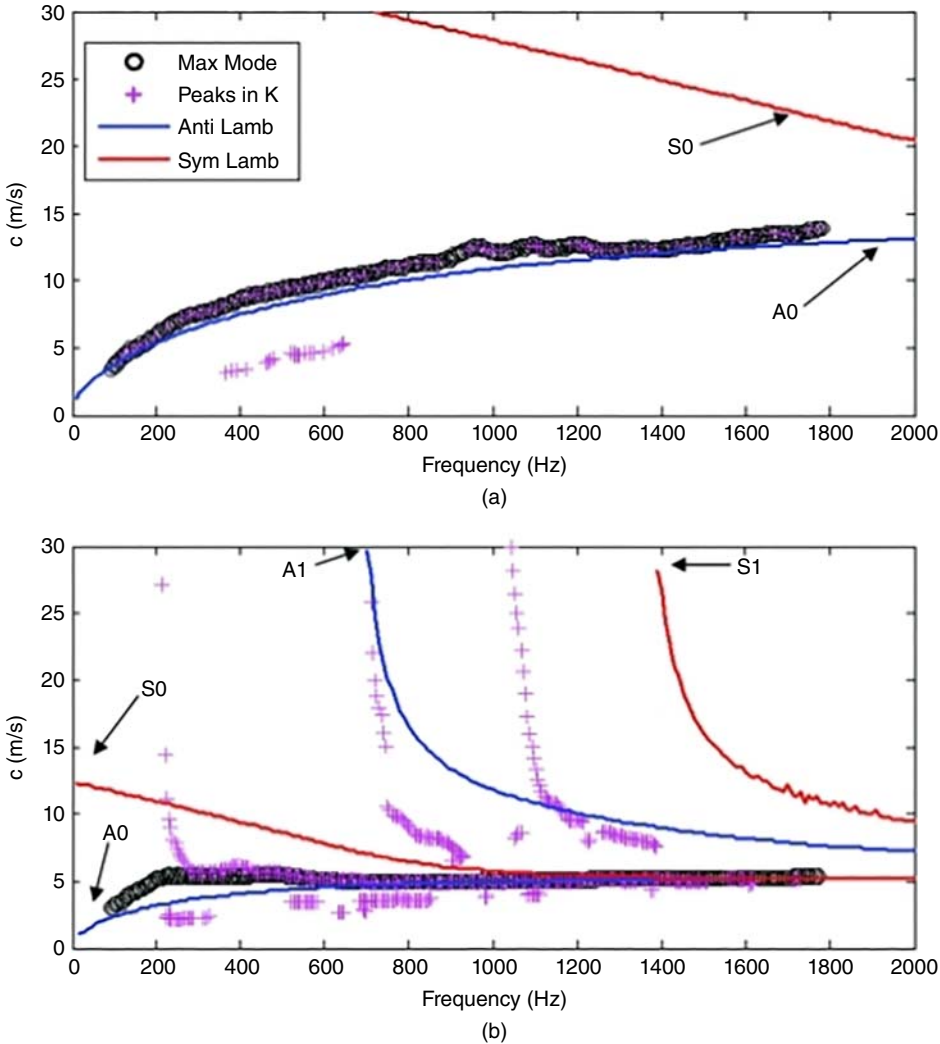 30
25
20
15
10
5
0
c (m/s)
Max Mode
Peaks in K
Anti Lamb
Sym Lamb
S0
A0
0 200 400 600 800 1000 1200 1400 1600 1800 2000
Frequency (Hz)
(a)
30
25
20
15
10
5
0
c (m/s)
A1
S1
S0
A0
0 200 400 600 800 1000 1200 1400 1600 1800 2000
Frequency (Hz)
(b)